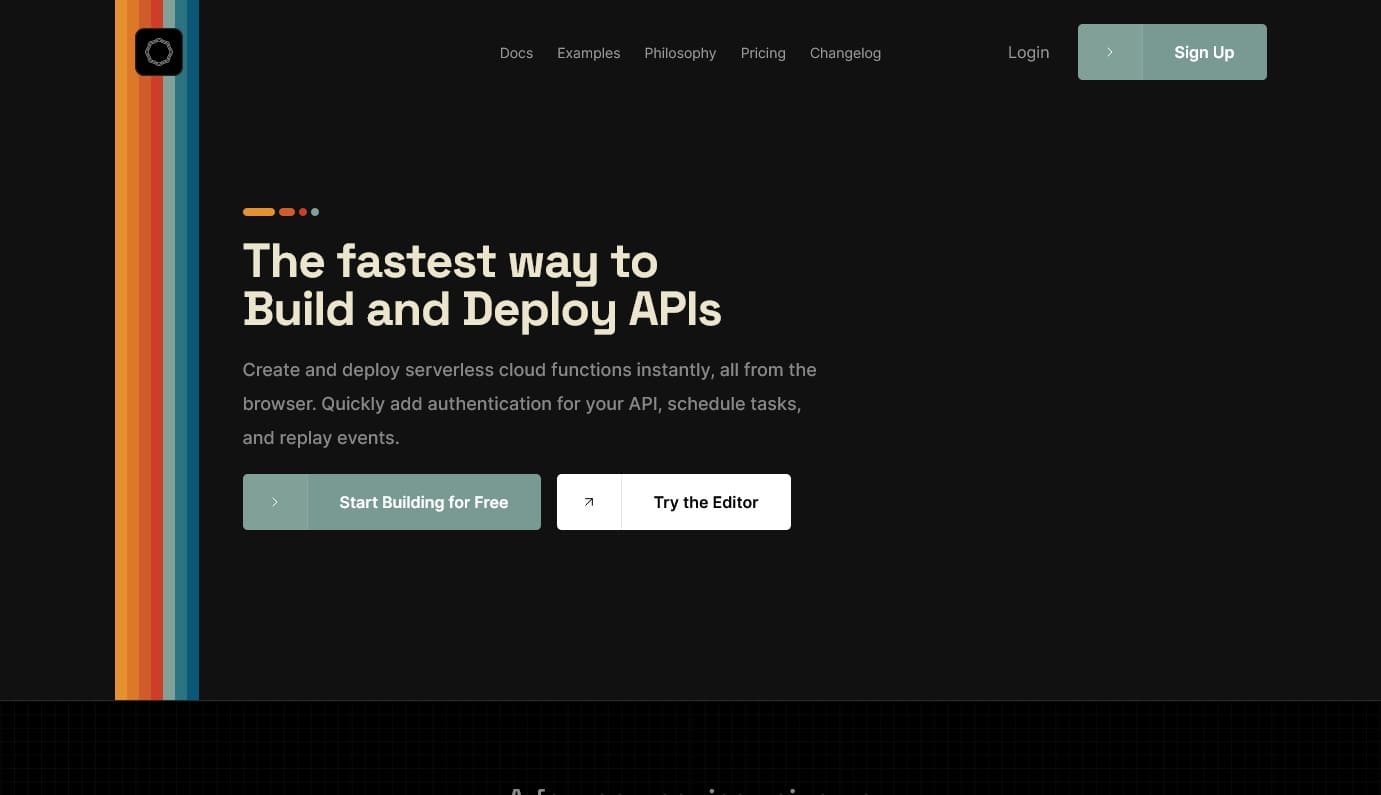 Docs Examples Philosophy Pricing Changelog Login Sign Up
The fastest way to
Build and Deploy APIs
Create and deploy serverless cloud functions instantly, all from the
browser. Quickly add authentication for your API, schedule tasks,
and replay events.
Start Building for Free Try the Editor